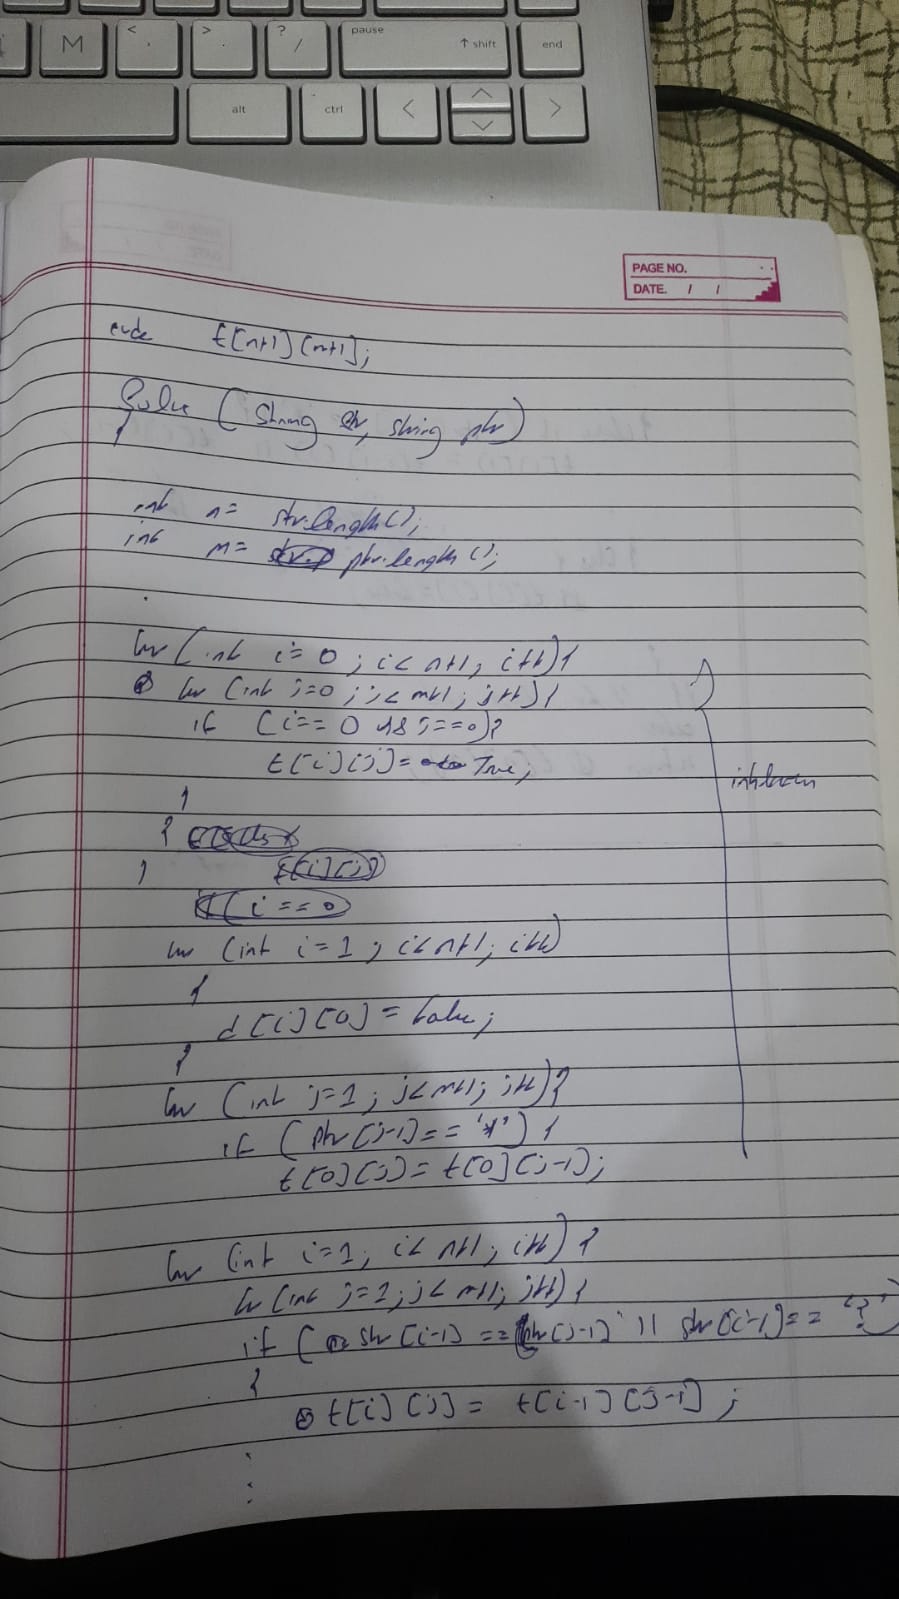 M
<
,
>
.
?
/
pause
↑ shift
end
alt
ctrl
<
>
PAGE NO.
DATE. / /
code t[n+1][m+1];
Solve (String str, string ptr)
{
int n= str.length();
int m= ptr.length();
for (int i=0; i<n+1; i++){
for (int j=0; j<m+1; j++){
if (i==0 && j==0){
t[i][j]= True;
}
}
}
t[i][j]
if (i==0
for (int i=1; i<n+1; i++)
{
d[i][0] = false;
}
for (int j=1; j<m+1; j++){
if (ptr[j-1]== '*') {
t[0][j]= t[0][j-1];
for (int i=1; i<n+1; i++) {
for (int j=1; j<m+1; j++) {
if ( str[i-1] == ptr[j-1] || str[i-1]== '?')
{
t[i][j] = t[i-1][j-1];